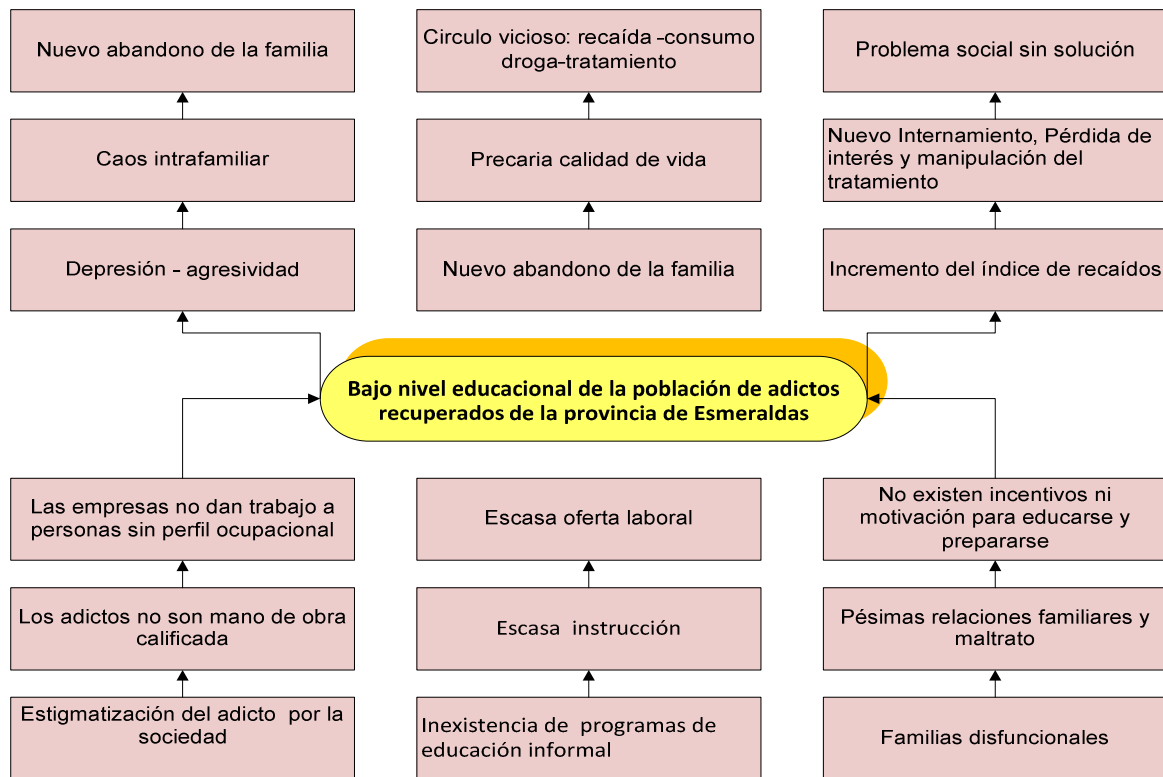 Nuevo abandono de la familia
Circulo vicioso: recaída -consumo
droga-tratamiento
Problema social sin solución
Caos intrafamiliar
Precaria calidad de vida
Nuevo Internamiento, Pérdida de
interés y manipulación del
tratamiento
Depresión - agresividad
Nuevo abandono de la familia
Incremento del índice de recaídos
Bajo nivel educacional de la población de adictos
recuperados de la provincia de Esmeraldas
Las empresas no dan trabajo a
personas sin perfil ocupacional
Escasa oferta laboral
No existen incentivos ni
motivación para educarse y
prepararse
Los adictos no son mano de obra
calificada
Escasa instrucción
Pésimas relaciones familiares y
maltrato
Estigmatización del adicto por la
sociedad
Inexistencia de programas de
educación informal
Familias disfuncionales